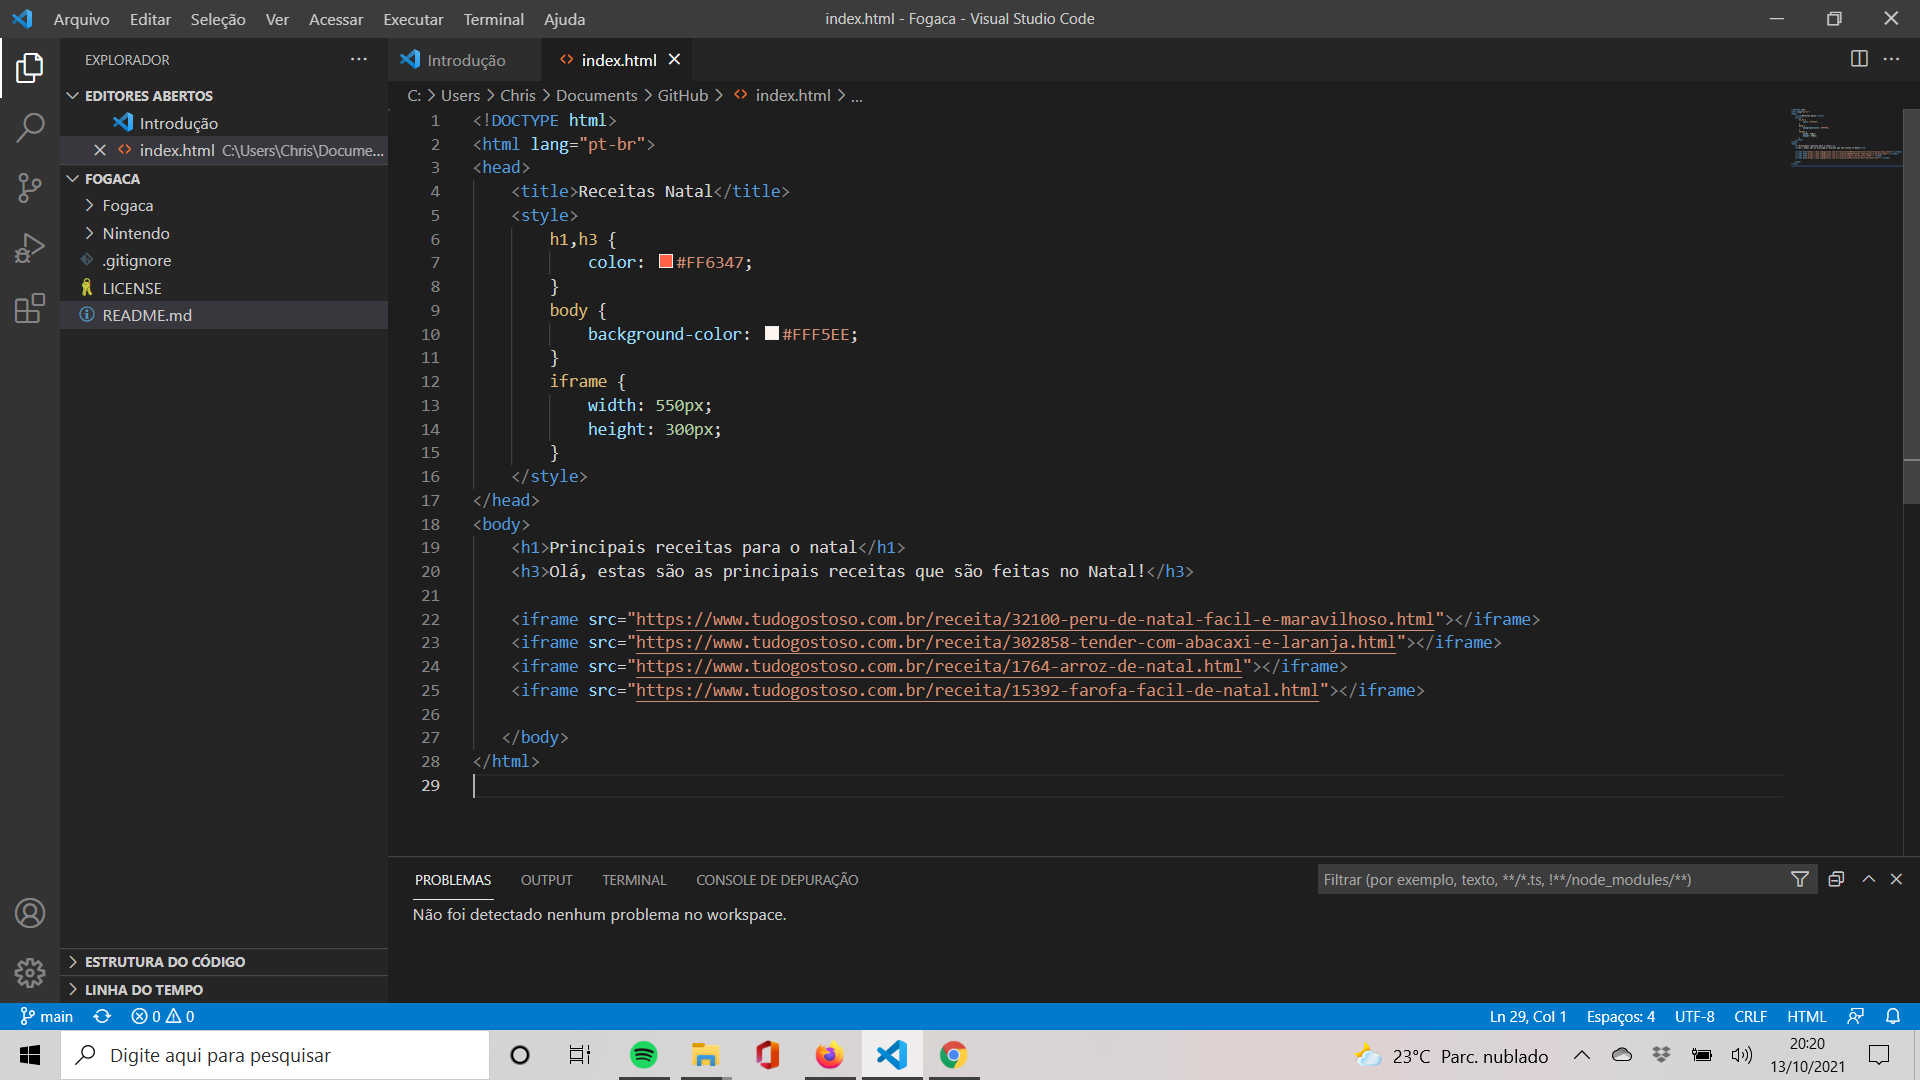 Arquivo Editar Seleção Ver Acessar Executar Terminal Ajuda
index.html - Fogaca - Visual Studio Code
EXPLORADOR
Introdução
index.html
EDITORES ABERTOS
Introdução
index.html C:\Users\Chris\Docume...
FOGACA
Fogaca
Nintendo
.gitignore
LICENSE
README.md
ESTRUTURA DO CÓDIGO
LINHA DO TEMPO
C: > Users > Chris > Documents > GitHub > index.html > ...
1 <!DOCTYPE html>
2 <html lang="pt-br">
3 <head>
4 <title>Receitas Natal</title>
5 <style>
6 h1,h3 {
7 color: #FF6347;
8 }
9 body {
10 background-color: #FFF5EE;
11 }
12 iframe {
13 width: 550px;
14 height: 300px;
15 }
16 </style>
17 </head>
18 <body>
19 <h1>Principais receitas para o natal</h1>
20 <h3>Olá, estas são as principais receitas que são feitas no Natal!</h3>
21
22 <iframe src="https://www.tudogostoso.com.br/receita/32100-peru-de-natal-facil-e-maravilhoso.html"></iframe>
23 <iframe src="https://www.tudogostoso.com.br/receita/302858-tender-com-abacaxi-e-laranja.html"></iframe>
24 <iframe src="https://www.tudogostoso.com.br/receita/1764-arroz-de-natal.html"></iframe>
25 <iframe src="https://www.tudogostoso.com.br/receita/15392-farofa-facil-de-natal.html"></iframe>
26
27 </body>
28 </html>
29
PROBLEMAS OUTPUT TERMINAL CONSOLE DE DEPURAÇÃO
Filtrar (por exemplo, texto, **/*.ts, !**/node_modules/**)
Não foi detectado nenhum problema no workspace.
main 0 0
Ln 29, Col 1 Espaços: 4 UTF-8 CRLF HTML
Digite aqui para pesquisar
23°C Parc. nublado
20:20
13/10/2021